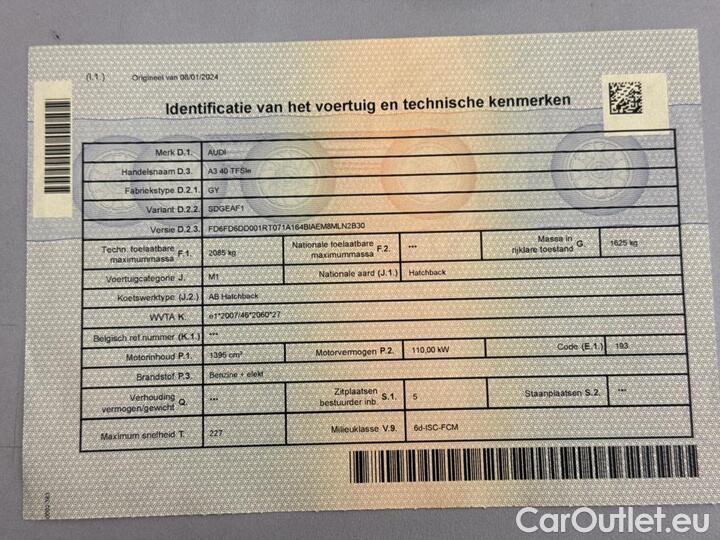 (I.1.) Origineel van 08/01/2024
Identificatie van het voertuig en technische kenmerken
Merk D.1. AUDI
Handelsnaam D.3. A3 40 TFSIe
Fabriekstype D.2.1. GY
Variant D.2.2. SDGEAF1
Versie D.2.3. FD6FD6DD001RT071A164BIAEM8MLN2B30
Techn. toelaatbare maximummassa F.1. 2085 kg Nationale toelaatbare maximummassa F.2. *** Massa in rijklare toestand G. 1625 kg
Voertuigcategorie J. M1 Nationale aard (J.1.) Hatchback
Koetswerktype (J.2.) AB Hatchback
WVTA K. e1*2007/46*2060*27
Belgisch ref.nummer (K.1.) ***
Motorinhoud P.1. 1395 cm³ Motorvermogen P.2. 110,00 kW Code (E.1.) 193
Brandstof P.3. Benzine + elekt
Verhouding vermogen/gewicht Q. *** Zitplaatsen bestuurder inb. S.1. 5 Staanplaatsen S.2. ***
Maximum snelheid T. 227 Milieuklasse V.9. 6d-ISC-FCM
CarOutlet.eu